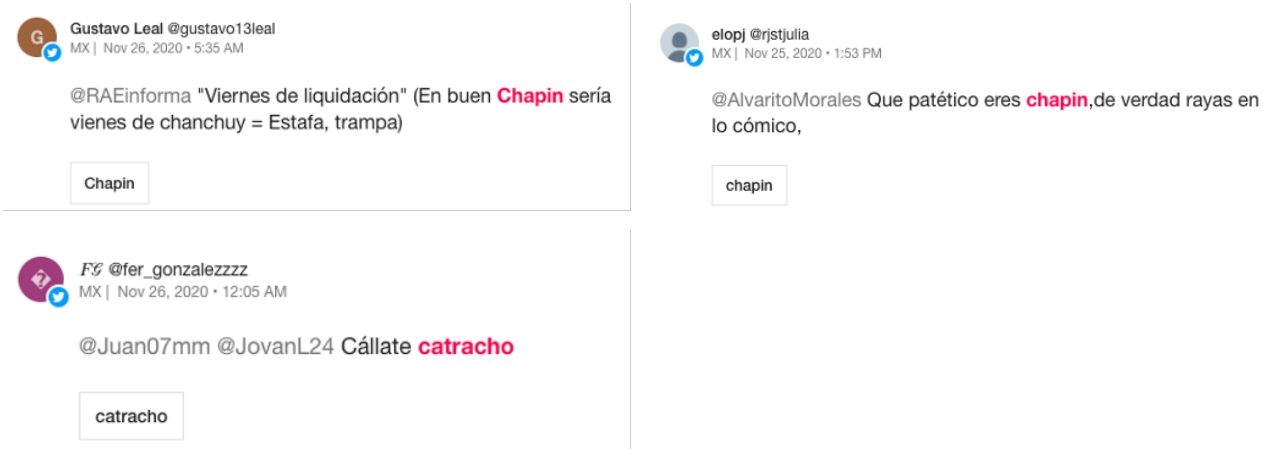 G
Gustavo Leal @gustavo13leal
MX | Nov 26, 2020 • 5:35 AM
@RAEinforma "Viernes de liquidación" (En buen Chapin sería
vienes de chanchuy = Estafa, trampa)
Chapin
elopj @rjstjulia
MX | Nov 25, 2020 • 1:53 PM
@AlvaritoMorales Que patético eres chapin,de verdad rayas en
lo cómico,
chapin
ℱ𝒢 @fer_gonzalezzzz
MX | Nov 26, 2020 • 12:05 AM
@Juan07mm @JovanL24 Cállate catracho
catracho